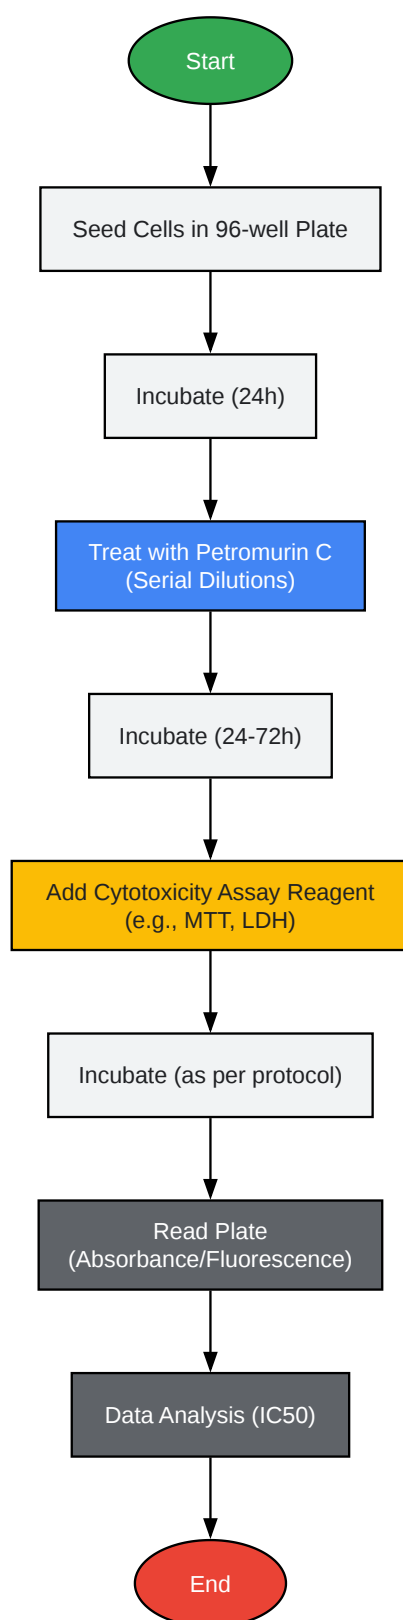 Start
Seed Cells in 96-well Plate
Incubate (24h)
Treat with Petromurin C
(Serial Dilutions)
Incubate (24-72h)
Add Cytotoxicity Assay Reagent
(e.g., MTT, LDH)
Incubate (as per protocol)
Read Plate
(Absorbance/Fluorescence)
Data Analysis (IC50)
End